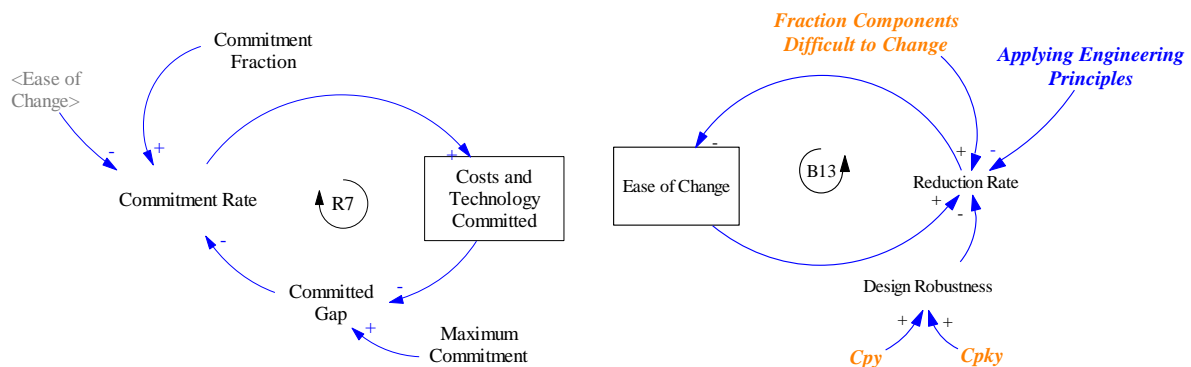 Commitment
Fraction
<Ease of
Change>
-
+
Commitment Rate
R7
+
Costs and
Technology
Committed
-
-
Committed
Gap
+
Maximum
Commitment
Fraction Components
Difficult to Change
Applying Engineering
Principles
-
Ease of Change
B13
+
-
Reduction Rate
+
-
Design Robustness
+
+
Cpy
Cpky